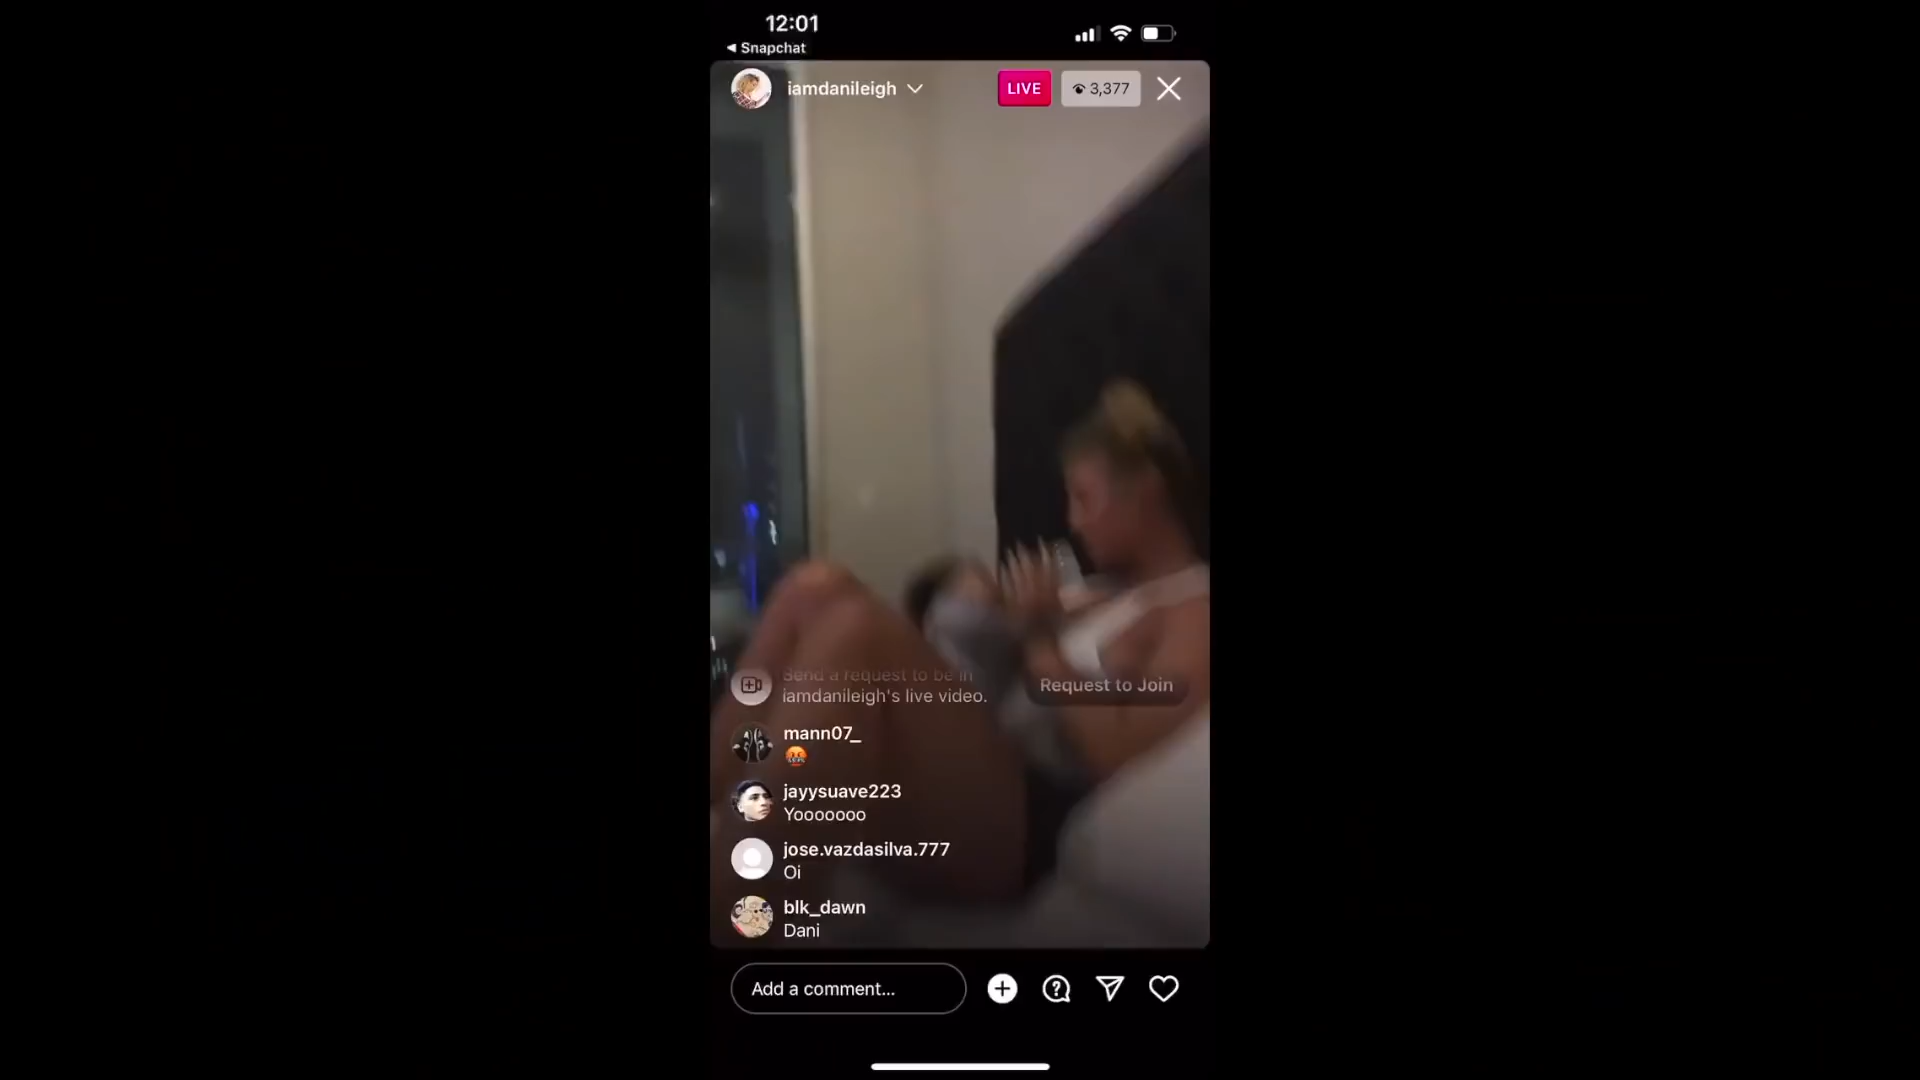 12:01
Snapchat
iamdanileigh
LIVE
3,377
Send a request to be in
iamdanileigh's live video.
Request to Join
mann07_
jayysuave223
Yooooooo
jose.vazdasilva.777
Oi
blk_dawn
Dani
Add a comment...